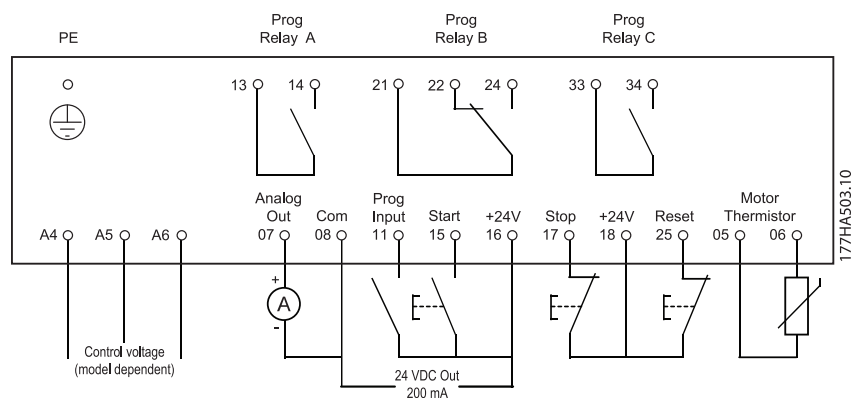 PE
Prog
Relay A
Prog
Relay B
Prog
Relay C
13 14 21 22 24 33 34
Analog
Out
Com
Prog
Input
Start
+24V
Stop
+24V
Reset
Motor
Thermistor
A4 A5 A6 07 08 11 15 16 17 18 25 05 06
+
A
-
Control voltage
(model dependent)
24 VDC Out
200 mA
177HA503.10